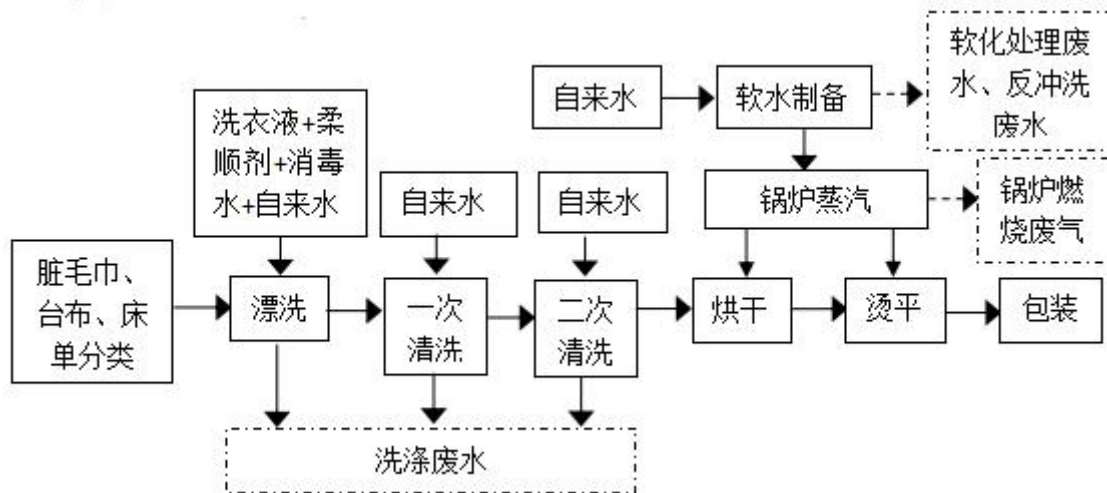 软化处理废
水、反冲洗
废水
自来水
软水制备
洗衣液+柔
顺剂+消毒
水+自来水
自来水
自来水
锅炉蒸汽
锅炉燃
烧废气
脏毛巾、
台布、床
单分类
漂洗
一次
清洗
二次
清洗
烘干
烫平
包装
洗涤废水